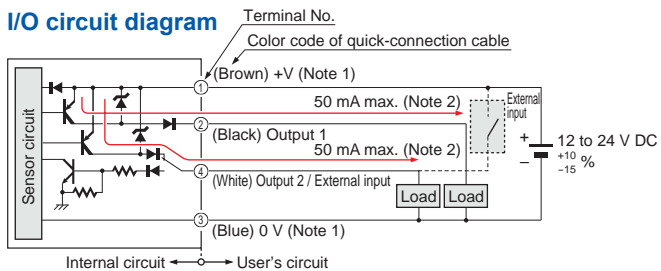 I/O circuit diagram
Terminal No.
Color code of quick-connection cable
(Brown) +V (Note 1)
1
50 mA max. (Note 2)
External
input
2
(Black) Output 1
50 mA max. (Note 2)
+
12 to 24 V DC
+10
−15 %
−
Sensor circuit
4
(White) Output 2 / External input
Load
Load
3
(Blue) 0 V (Note 1)
Internal circuit
User's circuit